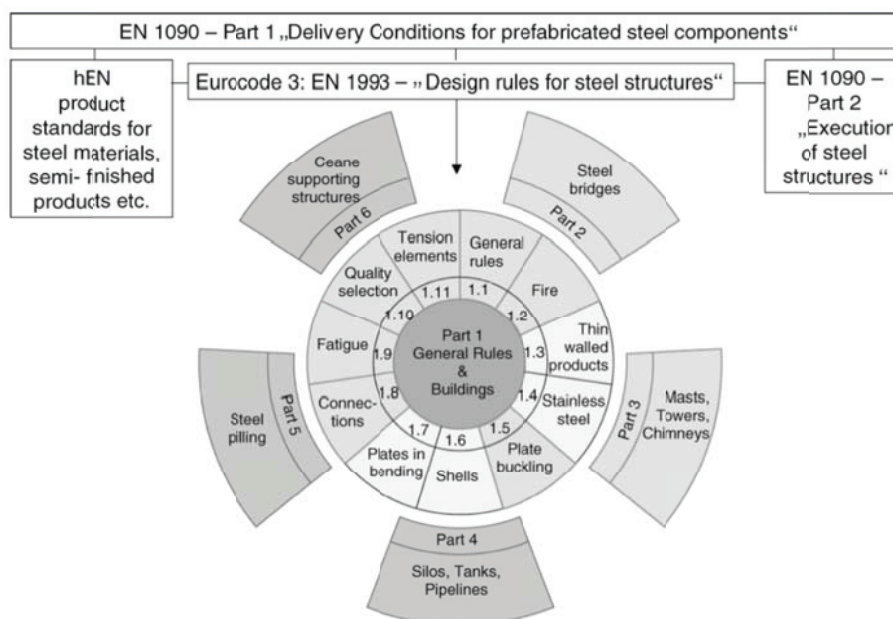 EN 1090 – Part 1 „Delivery Conditions for prefabricated steel components“
hEN
product
standards for
steel materials,
semi- finished
products etc.
Eurocode 3: EN 1993 – „ Design rules for steel structures“
EN 1090 –
Part 2
„Execution
of steel
structures “
Ceane
supporting
structures
Part 6
Steel
bridges
Part 2
Tension
elements
1.11
General
rules
1.1
Quality
selection
1.10
Fire
1.2
Fatigue
1.9
Part 1
General Rules
&
Buildings
1.3
Thin
walled
products
Connec-
tions
1.8
1.4
Stainless
steel
Plates in
bending
1.7
Shells
1.6
Plate
buckling
1.5
Steel
pilling
Part 5
Part 3
Masts,
Towers,
Chimneys
Part 4
Silos, Tanks,
Pipelines